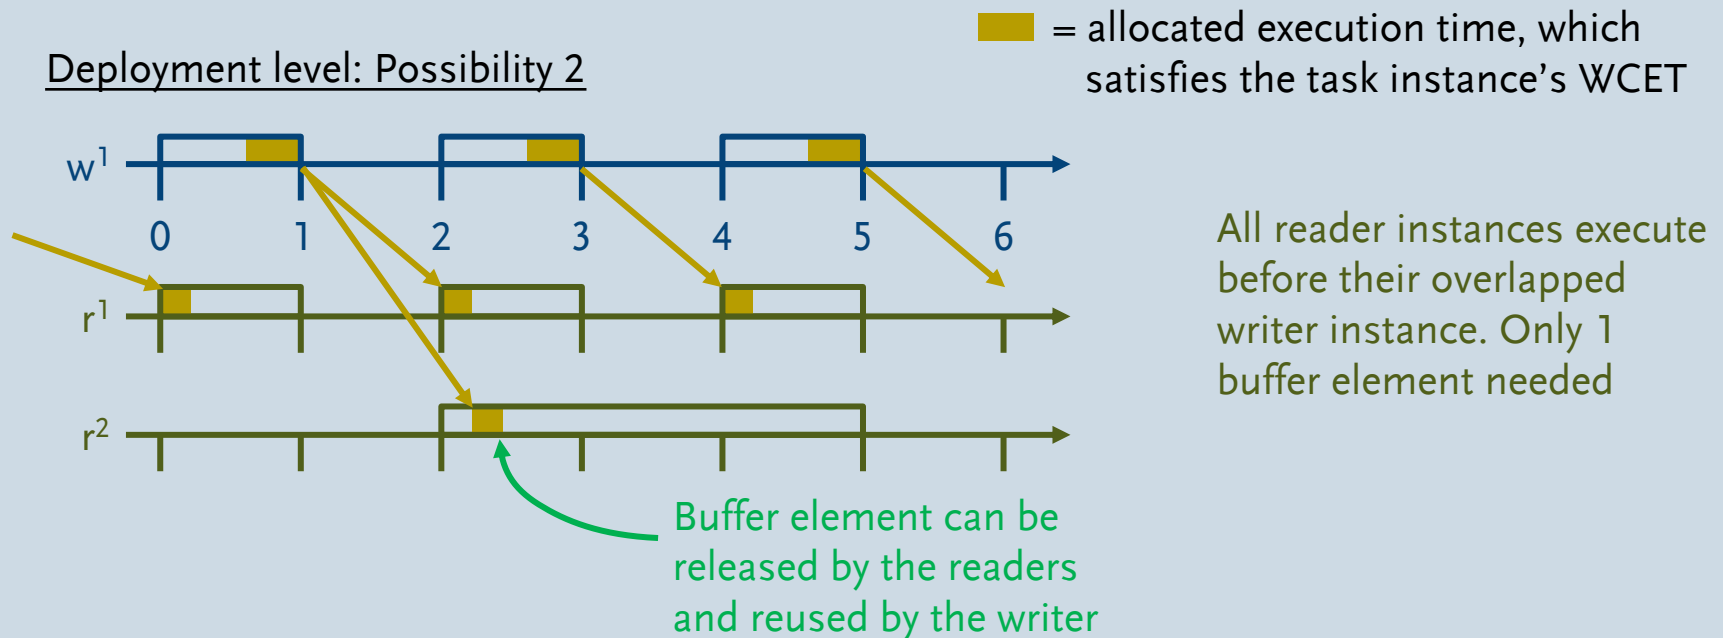 = allocated execution time, which
satisfies the task instance's WCET
Deployment level: Possibility 2
w1
0 1 2 3 4 5 6
r1
r2
All reader instances execute
before their overlapped
writer instance. Only 1
buffer element needed
Buffer element can be
released by the readers
and reused by the writer